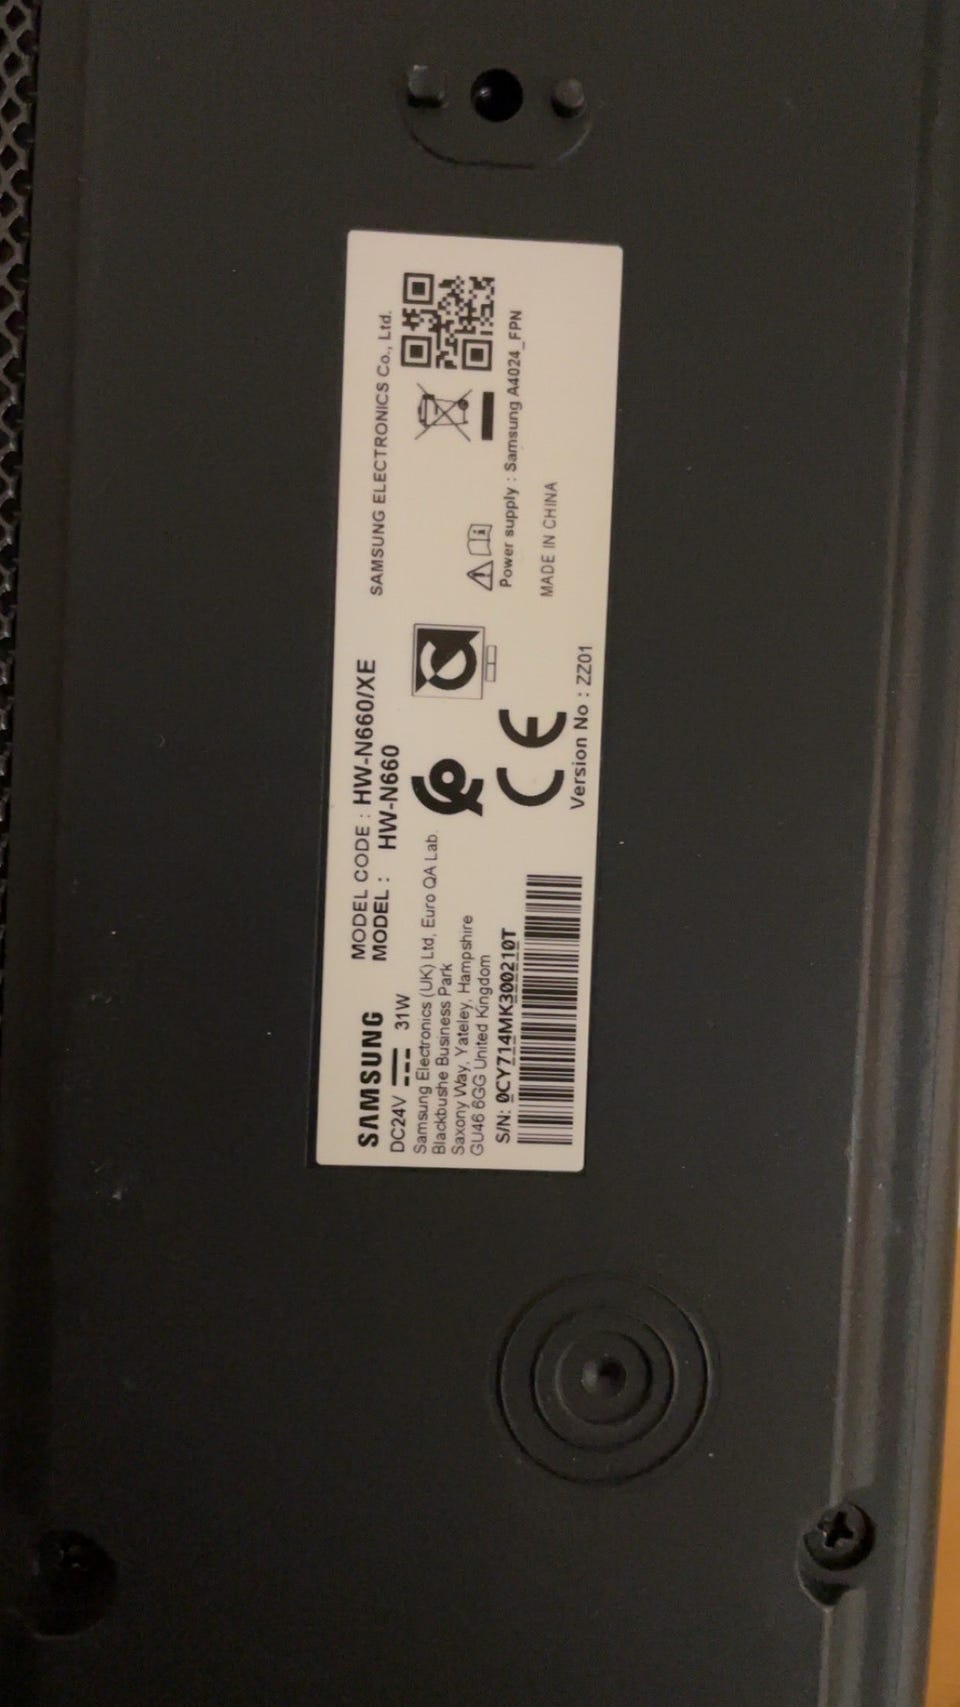 MODEL CODE : HW-N660/XE
MODEL : HW-N660
SAMSUNG
DC24V 31W
Samsung Electronics (UK) Ltd, Euro QA Lab.
Blackbushe Business Park
Saxony Way, Yateley, Hampshire
GU46 6GG United Kingdom
S/N: 0CY714MK300210T
CE
Version No : ZZ01
SAMSUNG ELECTRONICS Co., Ltd.
Power supply : Samsung A4024_FPN
MADE IN CHINA